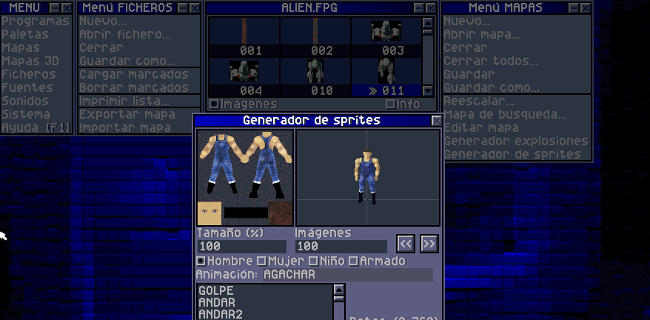 MENU
Programas
Paletas
Mapas
Mapas 3D
Ficheros
Fuentes
Sonidos
Sistema
Ayuda [F1]
Menú FICHEROS
Nuevo...
Abrir fichero...
Cerrar
Guardar como...
Cargar marcados
Borrar marcados
Imprimir lista...
Exportar mapa
Importar mapa
ALIEN.FPG
001
002
003
004
010
» 011
Imágenes
Info
Menú MAPAS
Nuevo...
Abrir mapa...
Cerrar
Cerrar todos...
Guardar
Guardar como...
Reescalar...
Mapa de búsqueda...
Editar mapa
Generador explosiones
Generador de sprites
Generador de sprites
Tamaño (%)
100
Imágenes
100
Hombre
Mujer
Niño
Armado
Animación: AGACHAR
GOLPE
ANDAR
ANDAR2